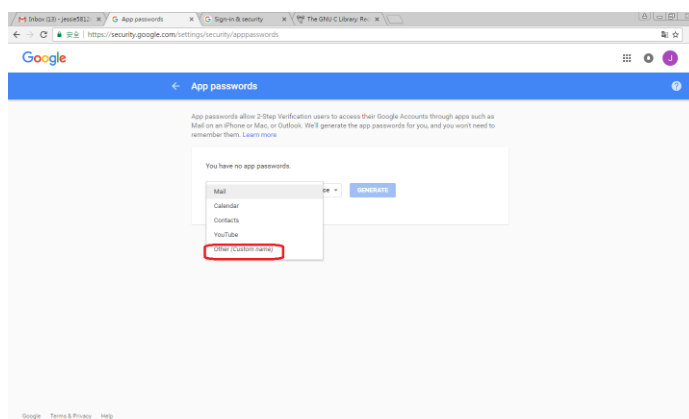 Inbox (13) - jessie5812
App passwords
Sign-in & security
The GNU C Library: Re
安全 | https://security.google.com/settings/security/apppasswords
Google
J
App passwords
App passwords allow 2-Step Verification users to access their Google Accounts through apps such as
Mail on an iPhone or Mac, or Outlook. We'll generate the app passwords for you, and you won't need to
remember them. Learn more
You have no app passwords.
Mail
GENERATE
Calendar
Contacts
YouTube
Other (Custom name)
Google Terms & Privacy Help